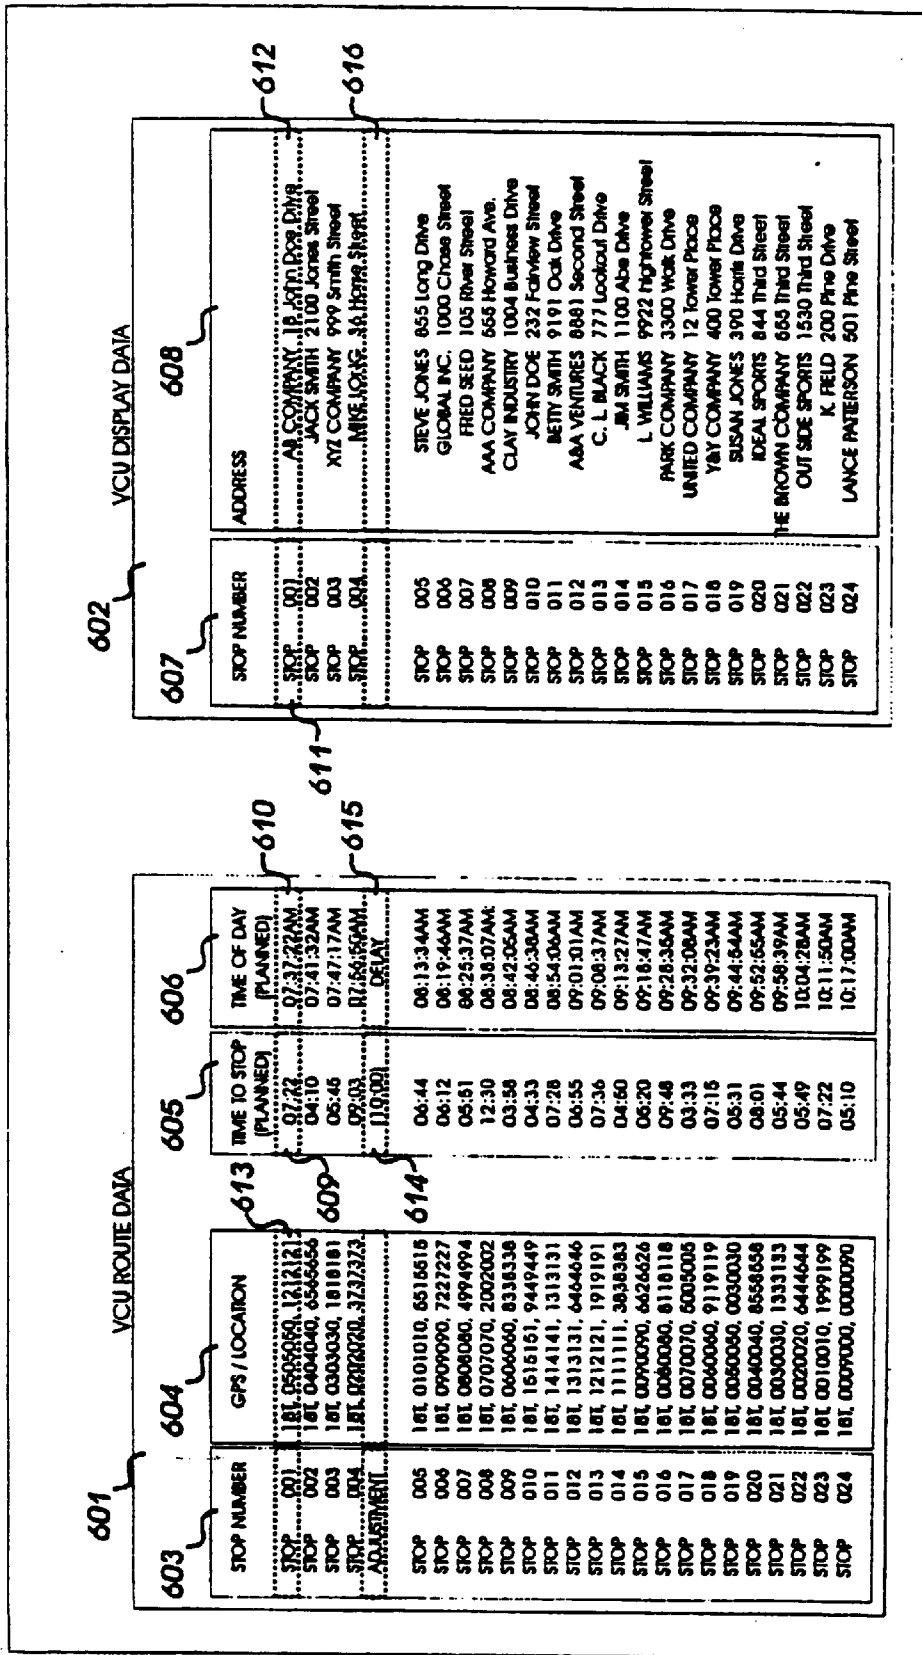 VCU ROUTE DATA
601
603
604
605
606
STOP NUMBER GPS / LOCATION TIME TO STOP (PLANNED) TIME OF DAY (PLANNED)
613
610
STOP 001 18T, 0505050, 1212121 07:22 07:37:22AM
STOP 002 18T, 0404040, 6565656 04:10 07:41:32AM
STOP 003 18T, 0303030, 1818181 05:45 07:47:17AM
STOP 004 18T, 0202020, 3737373 09:03
609
ADJUSTMENT (10:00) DELAY
614
615
STOP 005 18T, 0101010, 5515515 06:44 08:13:34AM
STOP 006 18T, 0909090, 7227227 06:12 08:19:46AM
STOP 007 18T, 0808080, 4994994 05:51 08:25:37AM
STOP 008 18T, 0707070, 2002002 12:30 08:38:07AM
STOP 009 18T, 0606060, 8338338 03:58 08:42:05AM
STOP 010 18T, 1515151, 9449449 04:33 08:46:38AM
STOP 011 18T, 1414141, 1313131 07:28 08:54:06AM
STOP 012 18T, 1313131, 6464646 06:55 09:01:01AM
STOP 013 18T, 1212121, 1919191 07:36 09:08:37AM
STOP 014 18T, 1111111, 3838383 04:50 09:13:27AM
STOP 015 18T, 0090090, 6626626 05:20 09:18:47AM
STOP 016 18T, 0080080, 8118118 09:48 09:28:35AM
STOP 017 18T, 0070070, 5005005 03:33 09:32:08AM
STOP 018 18T, 0060060, 9119119 07:15 09:39:23AM
STOP 019 18T, 0050050, 0030030 05:31 09:44:54AM
STOP 020 18T, 0040040, 8558558 08:01 09:52:55AM
STOP 021 18T, 0030030, 1333133 05:44 09:58:39AM
STOP 022 18T, 0020020, 6444644 05:49 10:04:28AM
STOP 023 18T, 0010010, 1999199 07:22 10:11:50AM
STOP 024 18T, 0009000, 0000090 05:10 10:17:00AM
VCU DISPLAY DATA
602
607
608
STOP NUMBER ADDRESS
611
612
STOP 001 AB COMPANY 18 John Doe Drive
STOP 002 JACK SMITH 2100 Jones Street
STOP 003 XYZ COMPANY 999 Smith Street
STOP 004 MIKE LONG 36 Home Street
616
STOP 005 STEVE JONES 855 Long Drive
STOP 006 GLOBAL INC. 1000 Chase Street
STOP 007 FRED SEED 105 River Street
STOP 008 AAA COMPANY 555 Howard Ave.
STOP 009 CLAY INDUSTRY 1004 Business Drive
STOP 010 JOHN DOE 232 Fairview Street
STOP 011 BETTY SMITH 9191 Oak Drive
STOP 012 A&A VENTURES 8881 Second Street
STOP 013 C. L. BLACK 777 Lookout Drive
STOP 014 JIM SMITH 1100 Abe Drive
STOP 015 L. WILLIAMS 9922 hightower Street
STOP 016 PARK COMPANY 3300 Walk Drive
STOP 017 UNITED COMPANY 12 Tower Place
STOP 018 Y&Y COMPANY 400 Tower Place
STOP 019 SUSAN JONES 390 Harris Drive
STOP 020 IDEAL SPORTS 844 Third Street
STOP 021 THE BROWN COMPANY 655 Third Street
STOP 022 OUT SIDE SPORTS 1530 Third Street
STOP 023 K. FIELD 200 Pine Drive
STOP 024 LANCE PATTERSON 501 Pine Street